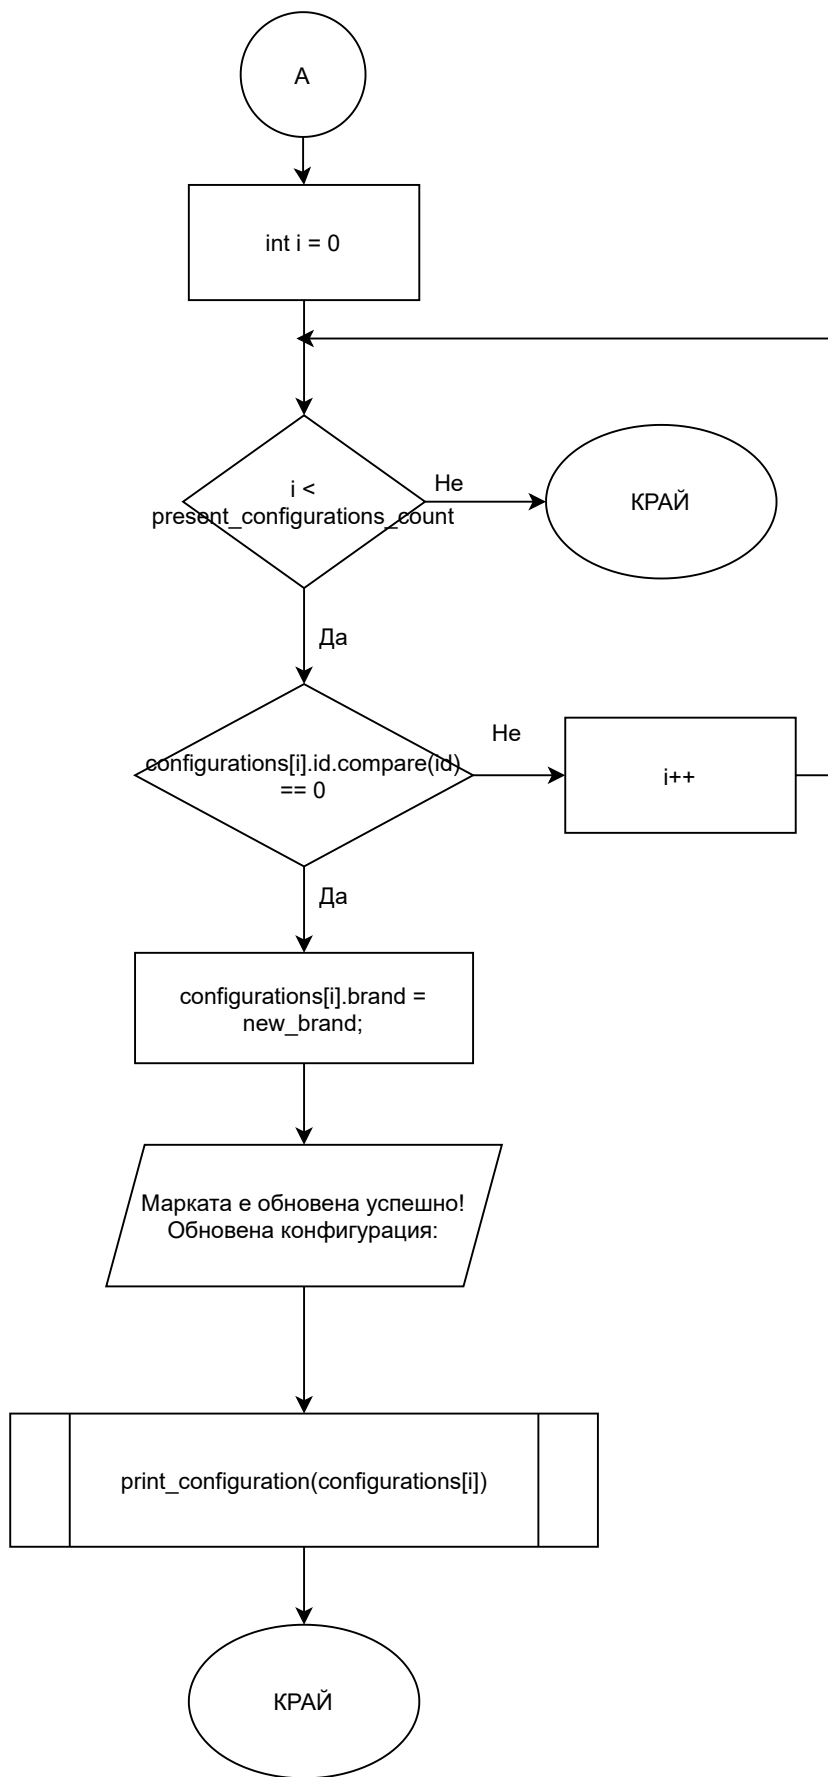 A
int i = 0
i <
present_configurations_count
Не
КРАЙ
Да
configurations[i].id.compare(id)
== 0
Не
i++
Да
configurations[i].brand =
new_brand;
Марката е обновена успешно!
Обновена конфигурация:
print_configuration(configurations[i])
КРАЙ